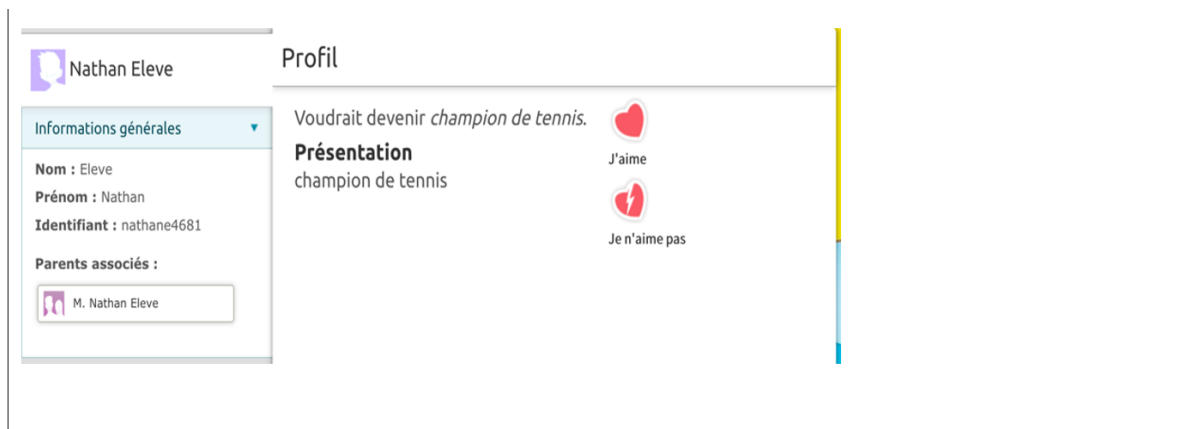 Nathan Eleve
Informations générales
Nom : Eleve
Prénom : Nathan
Identifiant : nathane4681
Parents associés :
M. Nathan Eleve
Profil
Voudrait devenir champion de tennis.
Présentation
champion de tennis
J'aime
Je n'aime pas